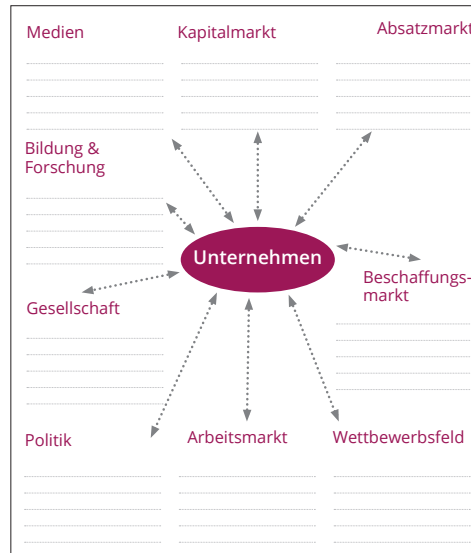 Medien
Kapitalmarkt
Absatzmarkt
Bildung &
Forschung
Unternehmen
Beschaffungs-
markt
Gesellschaft
Politik
Arbeitsmarkt
Wettbewerbsfeld